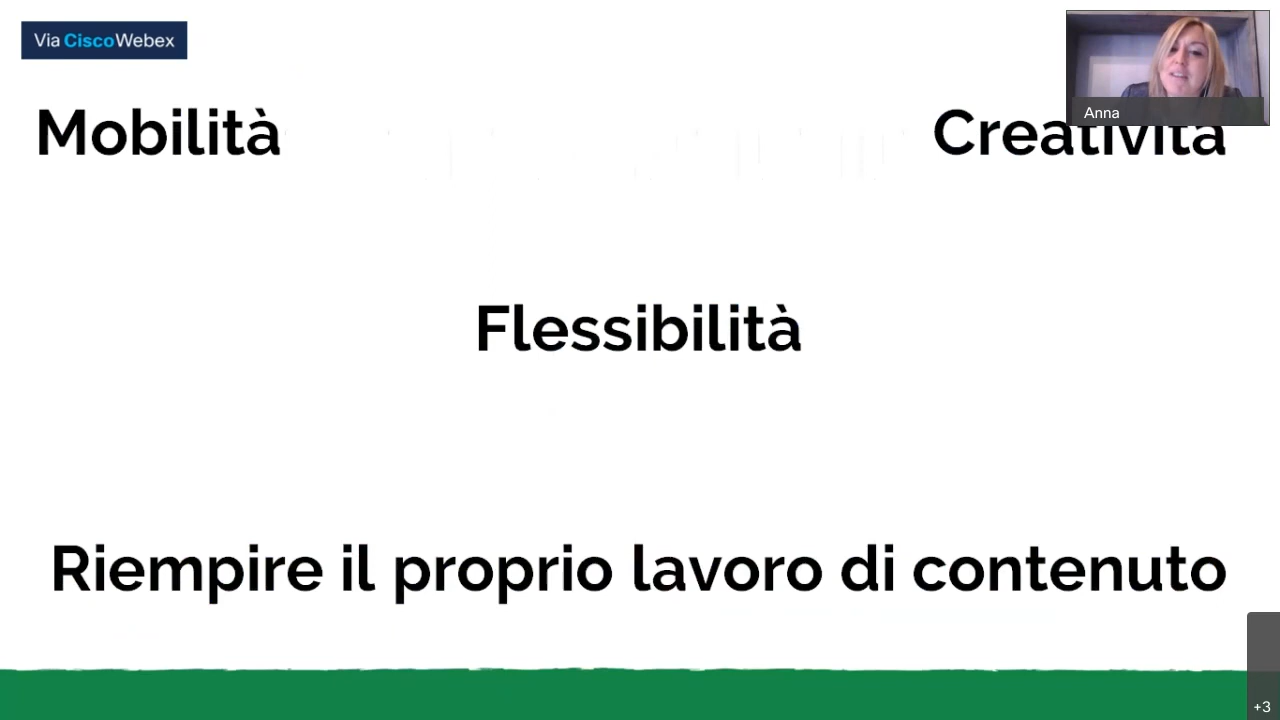 Via CiscoWebex
Anna
Mobilità
Creatività
Flessibilità
Riempire il proprio lavoro di contenuto
+3